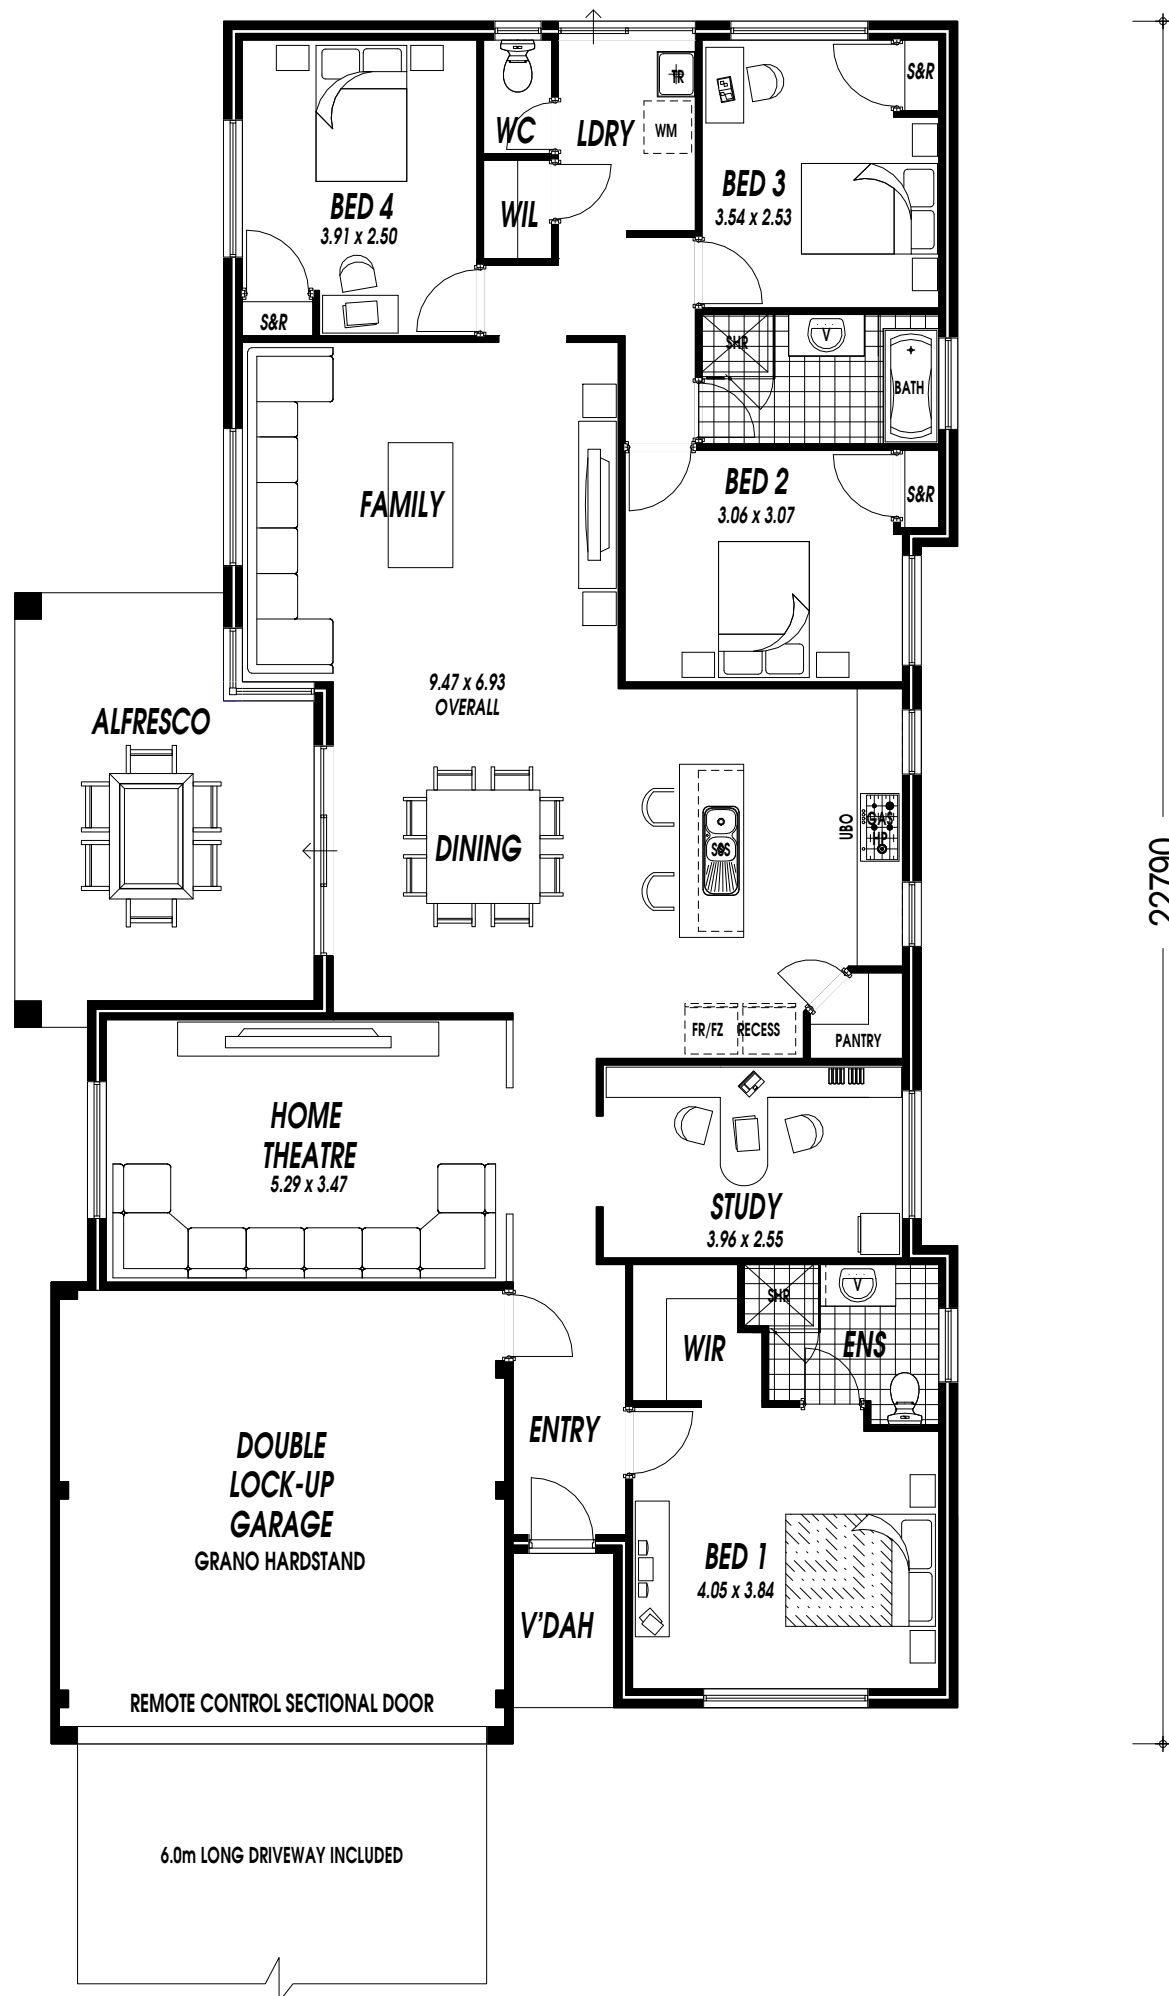 S&R
TR
WC
LDRY
WM
BED 3
3.54 x 2.53
BED 4
3.91 x 2.50
WIL
S&R
SHR
V
BATH
FAMILY
BED 2
3.06 x 3.07
S&R
9.47 x 6.93
OVERALL
ALFRESCO
DINING
S@S
UBO
GAS
HP
22790
FR/FZ RECESS
PANTRY
HOME
THEATRE
5.29 x 3.47
STUDY
3.96 x 2.55
SHR
V
WIR
ENS
ENTRY
DOUBLE
LOCK-UP
GARAGE
GRANO HARDSTAND
BED 1
4.05 x 3.84
V'DAH
REMOTE CONTROL SECTIONAL DOOR
6.0m LONG DRIVEWAY INCLUDED